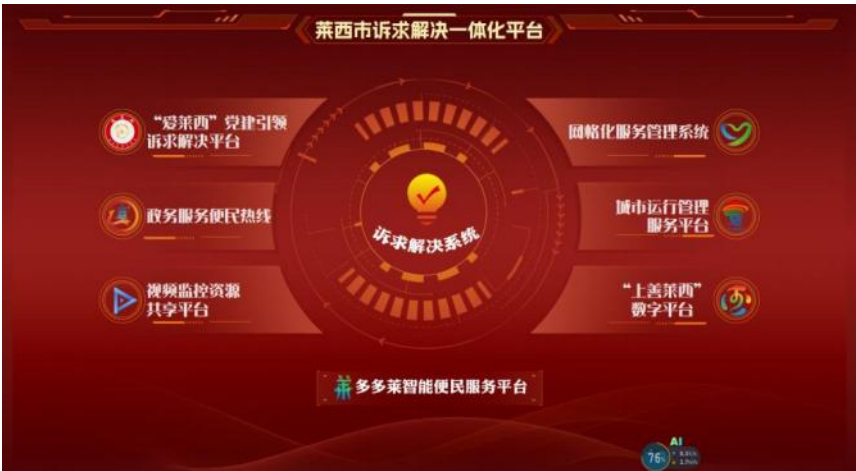 莱西市诉求解决一体化平台
“爱莱西”党建引领
诉求解决平台
政务服务便民热线
视频监控资源
共享平台
诉求解决系统
网格化服务管理系统
城市运行管理
服务平台
“上善莱西”
数字平台
多多莱智能便民服务平台
AI
76%